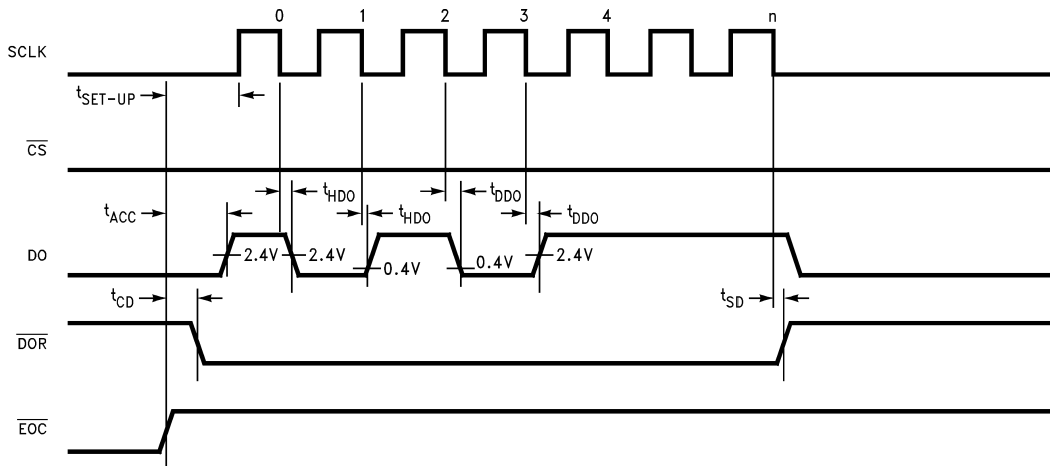 0 1 2 3 4 n
SCLK
tSET-UP
CS
tHDO tDDO
tACC tHDO tDDO
DO 2.4V 2.4V 0.4V 0.4V 2.4V
tCD tSD
DOR
EOC